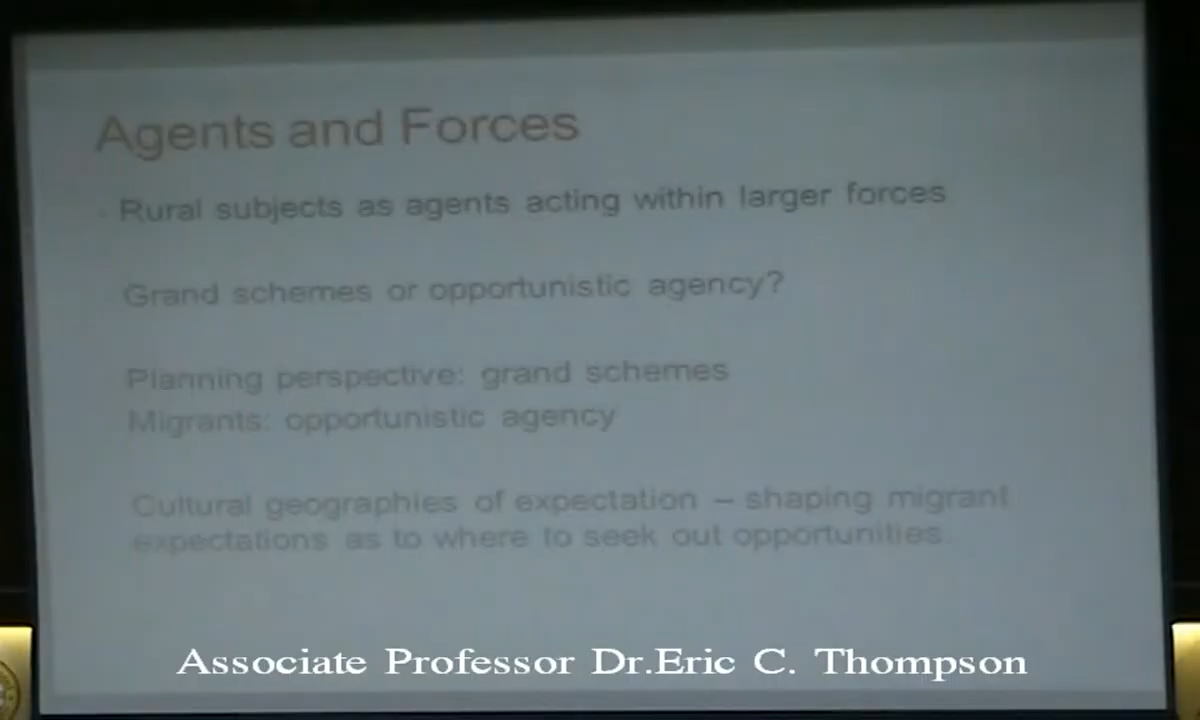 Agents and Forces
Rural subjects as agents acting within larger forces
Grand schemes or opportunistic agency?
Planning perspective: grand schemes
Migrants: opportunistic agency
Cultural geographies of expectation – shaping migrant
expectations as to where to seek out opportunities.
Associate Professor Dr.Eric C. Thompson